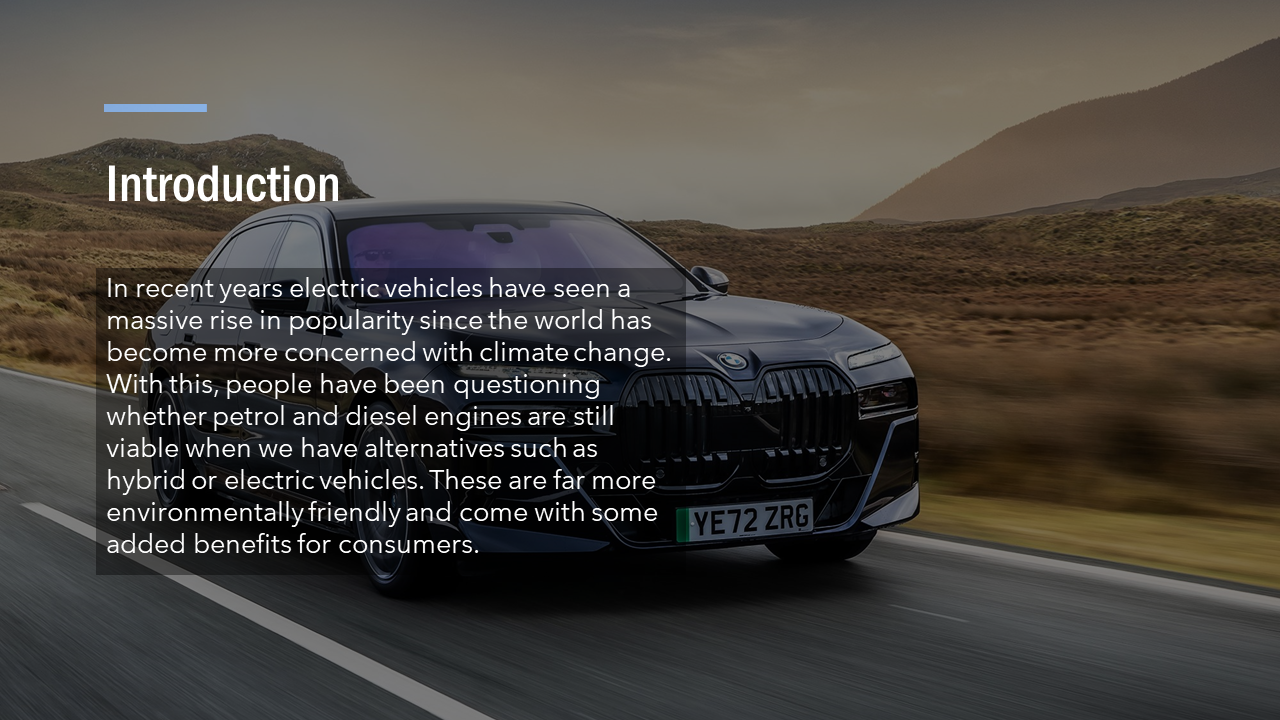 Introduction
In recent years electric vehicles have seen a
massive rise in popularity since the world has
become more concerned with climate change.
With this, people have been questioning
whether petrol and diesel engines are still
viable when we have alternatives such as
hybrid or electric vehicles. These are far more
environmentally friendly and come with some
added benefits for consumers.
YE72 ZRG